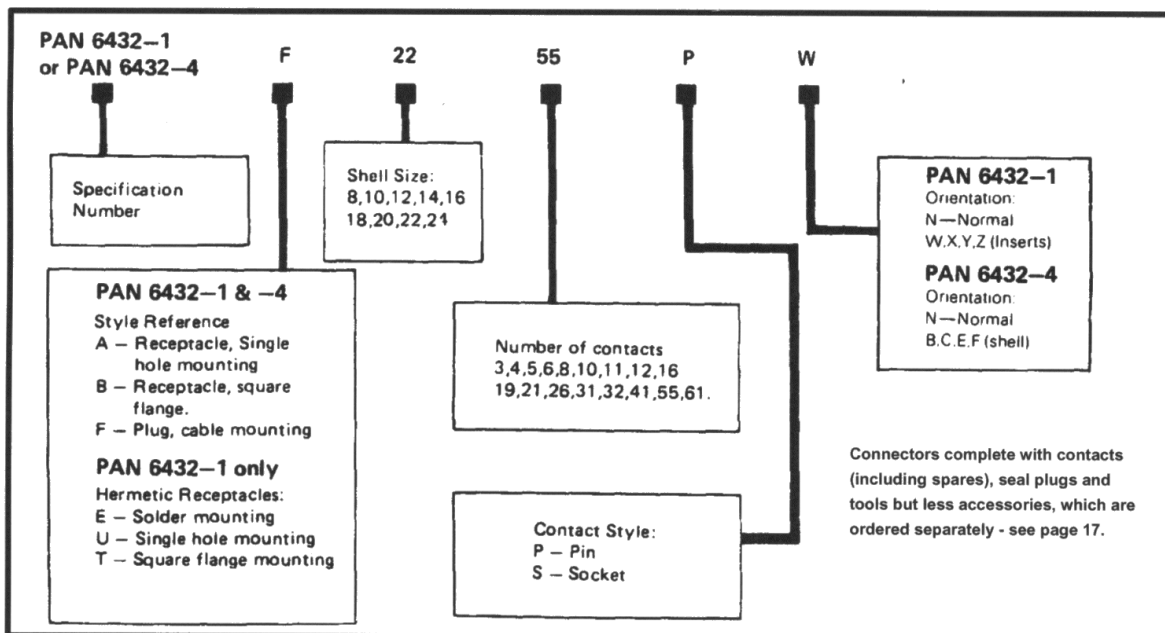 PAN 6432–1
or PAN 6432–4
F
22
55
P
W
Specification
Number
Shell Size:
8,10,12,14,16
18,20,22,24
PAN 6432–1
Orientation:
N—Normal
W.X,Y,Z (Inserts)
PAN 6432–4
Orientation:
N—Normal
B.C.E.F (shell)
PAN 6432–1 & –4
Style Reference
A – Receptacle, Single
hole mounting
B – Receptacle, square
flange.
F – Plug, cable mounting
PAN 6432–1 only
Hermetic Receptacles:
E – Solder mounting
U – Single hole mounting
T – Square flange mounting
Number of contacts
3,4,5,6,8,10,11,12,16
19,21,26,31,32,41,55,61.
Contact Style:
P – Pin
S – Socket
Connectors complete with contacts
(including spares), seal plugs and
tools but less accessories, which are
ordered separately - see page 17.